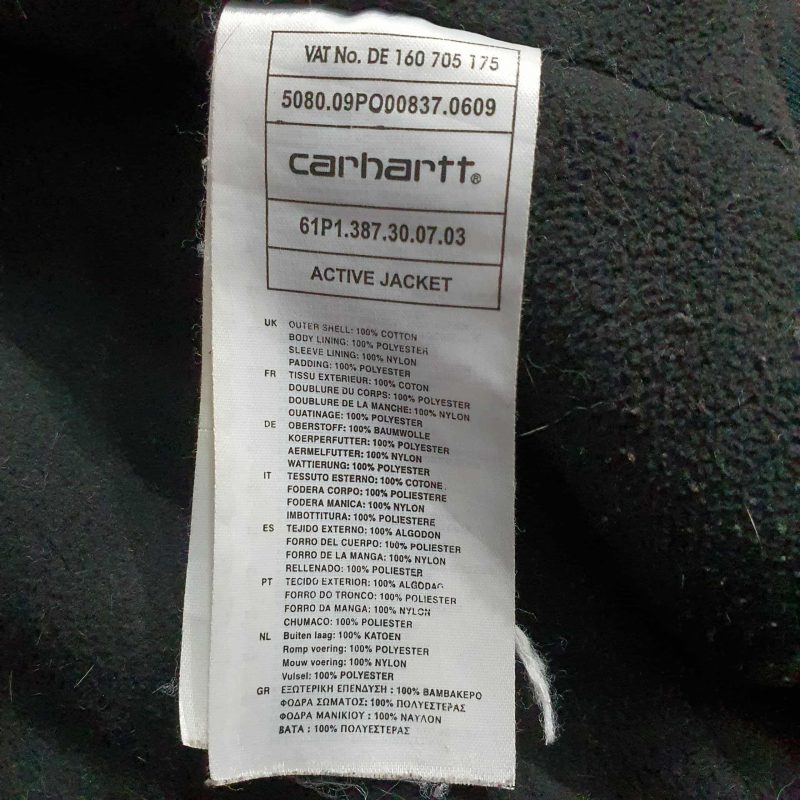 VAT No. DE 160 705 175
5080.09PO00837.0609
carhartt®
61P1.387.30.07.03
ACTIVE JACKET
UK OUTER SHELL: 100% COTTON
BODY LINING: 100% POLYESTER
SLEEVE LINING: 100% NYLON
PADDING: 100% POLYESTER
FR TISSU EXTERIEUR: 100% COTON
DOUBLURE DU CORPS: 100% POLYESTER
DOUBLURE DE LA MANCHE: 100% NYLON
OUATINAGE: 100% POLYESTER
DE OBERSTOFF: 100% BAUMWOLLE
KOERPERFUTTER: 100% POLYESTER
AERMELFUTTER: 100% NYLON
WATTIERUNG: 100% POLYESTER
IT TESSUTO ESTERNO: 100% COTONE
FODERA CORPO: 100% POLIESTERE
FODERA MANICA: 100% NYLON
IMBOTTITURA: 100% POLIESTERE
ES TEJIDO EXTERNO: 100% ALGODON
FORRO DEL CUERPO: 100% POLYESTER
FORRO DE LA MANGA: 100% NYLON
RELLENADO: 100% POLYESTER
PT TECIDO EXTERIOR: 100% ALGODAO
FORRO DO TRONCO: 100% POLIESTER
FORRO DA MANGA: 100% NYLON
CHUMACO: 100% POLIESTER
NL Buiten laag: 100% KATOEN
Romp voering: 100% POLYESTER
Mouw voering: 100% NYLON
Vulsel: 100% POLYESTER
GR ΕΞΩΤΕΡΙΚΗ ΕΠΕΝΔΥΣΗ : 100% ΒΑΜΒΑΚΕΡΟ
ΦΟΔΡΑ ΣΩΜΑΤΟΣ: 100% ΠΟΛΥΕΣΤΕΡΑΣ
ΦΟΔΡΑ ΜΑΝΙΚΙΟΥ : 100% ΝΑΥΛΟΝ
ΒΑΤΑ : 100% ΠΟΛΥΕΣΤΕΡΑΣ